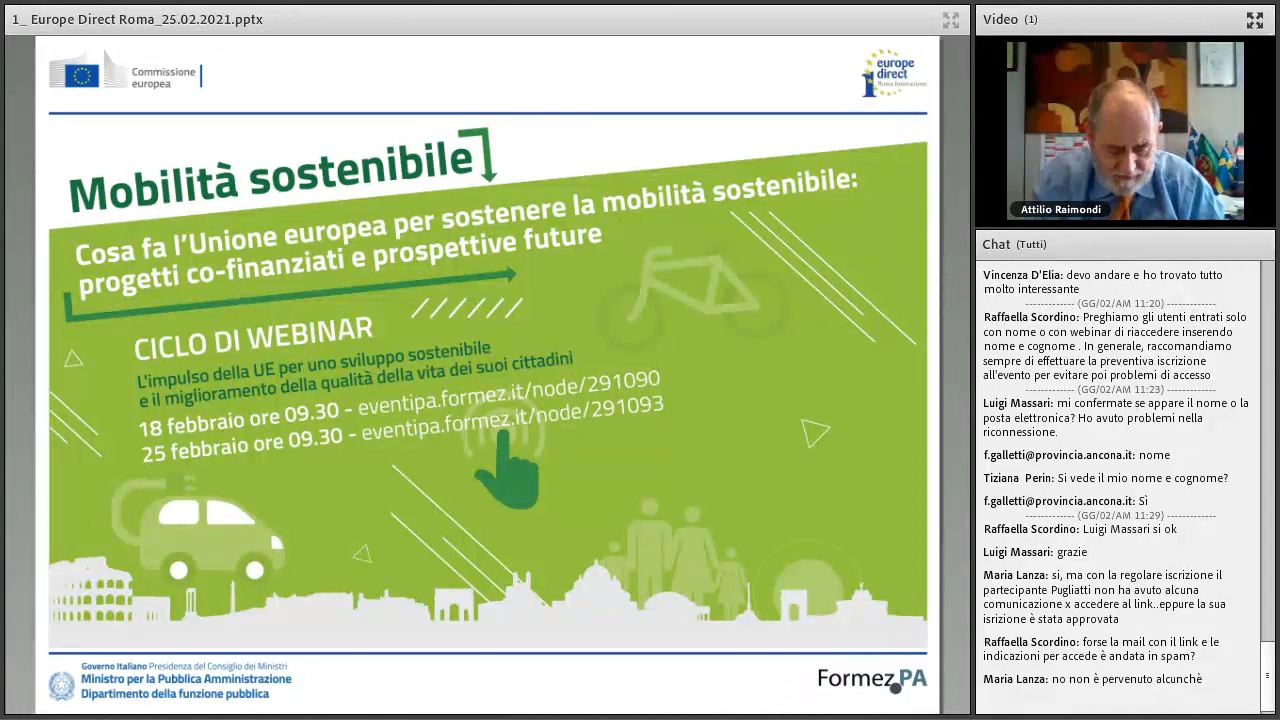 1_ Europe Direct Roma_25.02.2021.pptx
Commissione
europea
europe
direct
Roma Innovazione
Mobilità sostenibile
Cosa fa l'Unione europea per sostenere la mobilità sostenibile:
progetti co-finanziati e prospettive future
CICLO DI WEBINAR
L'impulso della UE per uno sviluppo sostenibile
e il miglioramento della qualità della vita dei suoi cittadini
18 febbraio ore 09.30 - eventipa.formez.it/node/291090
25 febbraio ore 09.30 - eventipa.formez.it/node/291093
Governo Italiano Presidenza del Consiglio dei Ministri
Ministro per la Pubblica Amministrazione
Dipartimento della funzione pubblica
Formez PA
Video (1)
Attilio Raimondi
Chat (Tutti)
Vincenza D'Elia: devo andare e ho trovato tutto
molto interessante
------------ (GG/02/AM 11:20) ------------
Raffaella Scordino: Preghiamo gli utenti entrati solo
con nome o con webinar di riaccedere inserendo
nome e cognome . In generale, raccomandiamo
sempre di effettuare la preventiva iscrizione
all'evento per evitare poi problemi di accesso
------------ (GG/02/AM 11:23) ------------
Luigi Massari: mi confermate se appare il nome o la
posta elettronica? Ho avuto problemi nella
riconnessione.
f.galletti@provincia.ancona.it: nome
Tiziana Perin: Si vede il mio nome e cognome?
f.galletti@provincia.ancona.it: Sì
------------ (GG/02/AM 11:29) ------------
Raffaella Scordino: Luigi Massari si ok
Luigi Massari: grazie
Maria Lanza: si, ma con la regolare iscrizione il
partecipante Pugliatti non ha avuto alcuna
comunicazione x accedere al link..eppure la sua
isrizione è stata approvata
Raffaella Scordino: forse la mail con il link e le
indicazioni per accede è andata in spam?
Maria Lanza: no non è pervenuto alcunchè